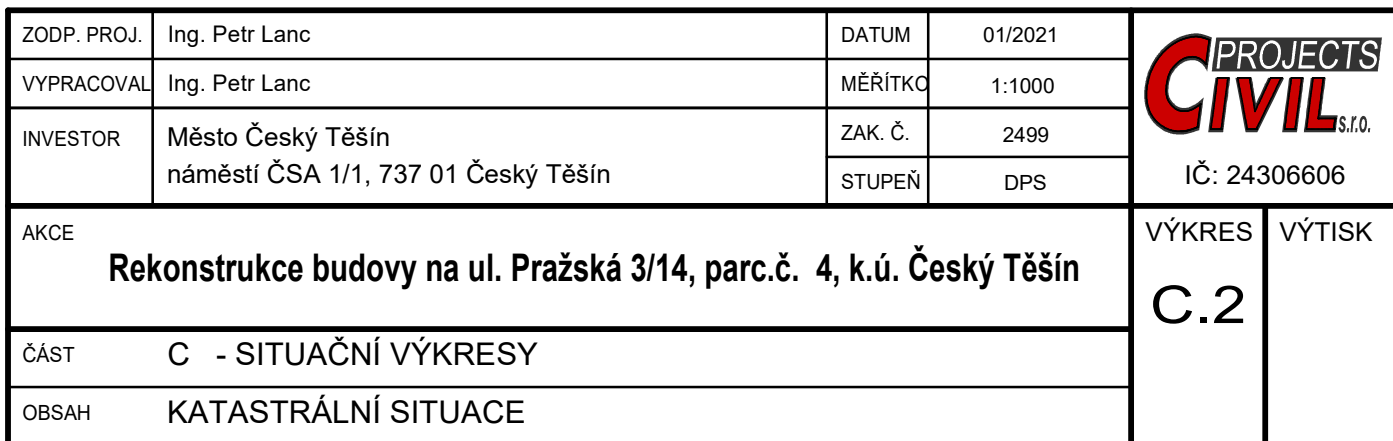 ZODP. PROJ. Ing. Petr Lanc DATUM 01/2021
VYPRACOVAL Ing. Petr Lanc MĚŘÍTKO 1:1000
INVESTOR Město Český Těšín ZAK. Č. 2499
náměstí ČSA 1/1, 737 01 Český Těšín STUPEŇ DPS
PROJECTS
CIVIL s.r.o.
IČ: 24306606
AKCE
Rekonstrukce budovy na ul. Pražská 3/14, parc.č. 4, k.ú. Český Těšín
VÝKRES VÝTISK
C.2
ČÁST C - SITUAČNÍ VÝKRESY
OBSAH KATASTRÁLNÍ SITUACE